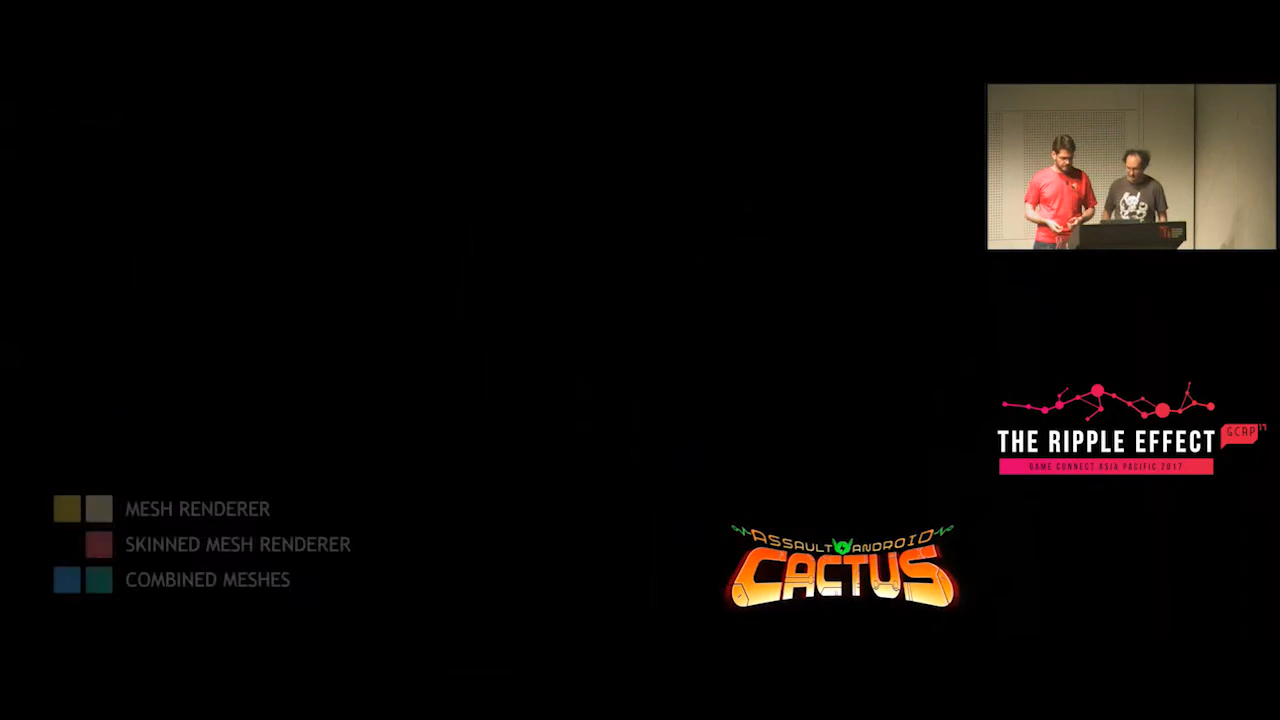 MESH RENDERER
SKINNED MESH RENDERER
COMBINED MESHES
ASSAULT ANDROID
CACTUS
THE RIPPLE EFFECT
GCAP 17
GAME CONNECT ASIA PACIFIC 2017